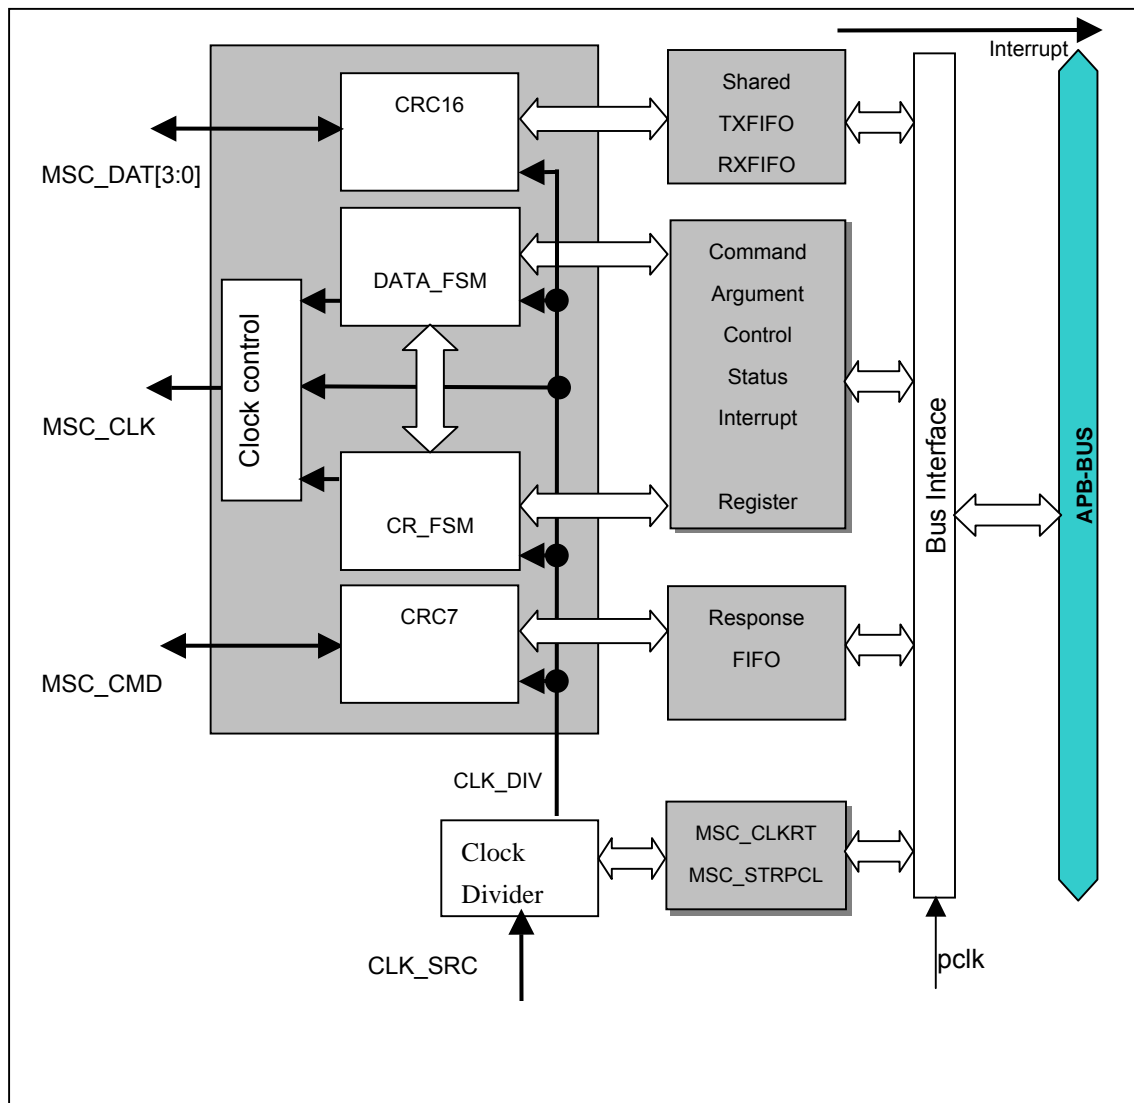 Interrupt
CRC16
Shared
TXFIFO
RXFIFO
MSC_DAT[3:0]
DATA_FSM
Command
Argument
Control
Status
Interrupt
Register
Clock control
MSC_CLK
CR_FSM
Bus Interface
APB-BUS
CRC7
Response
FIFO
MSC_CMD
CLK_DIV
Clock
Divider
MSC_CLKRT
MSC_STRPCL
CLK_SRC
pclk